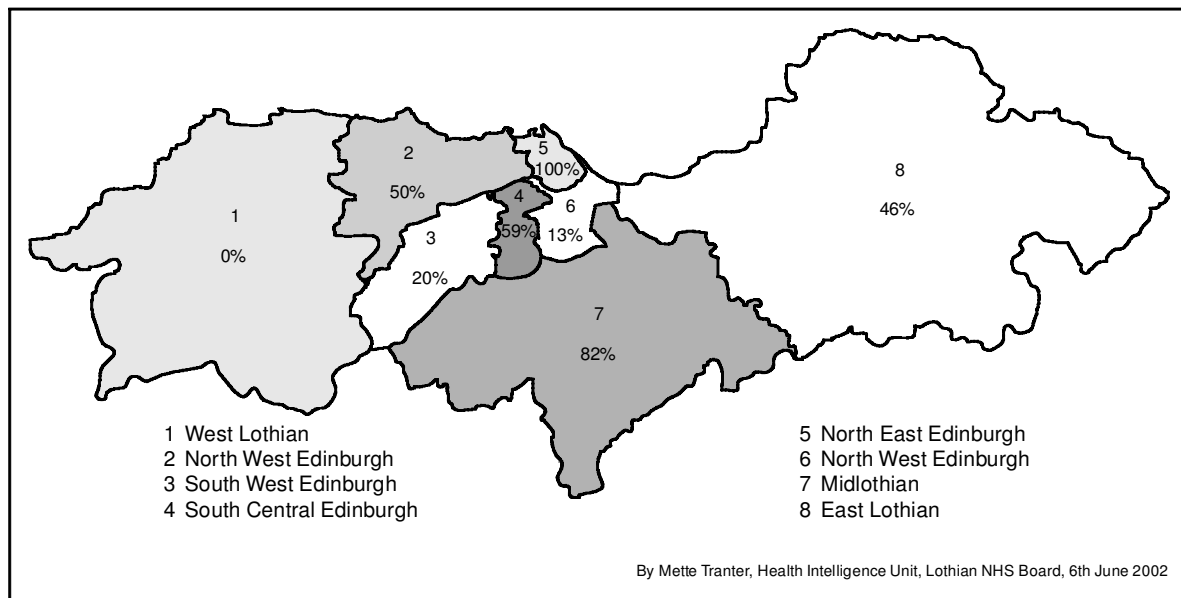 5
100%
2
50%
4
59%
6
13%
8
46%
1
0%
3
20%
7
82%
1 West Lothian
2 North West Edinburgh
3 South West Edinburgh
4 South Central Edinburgh
5 North East Edinburgh
6 North West Edinburgh
7 Midlothian
8 East Lothian
By Mette Tranter, Health Intelligence Unit, Lothian NHS Board, 6th June 2002